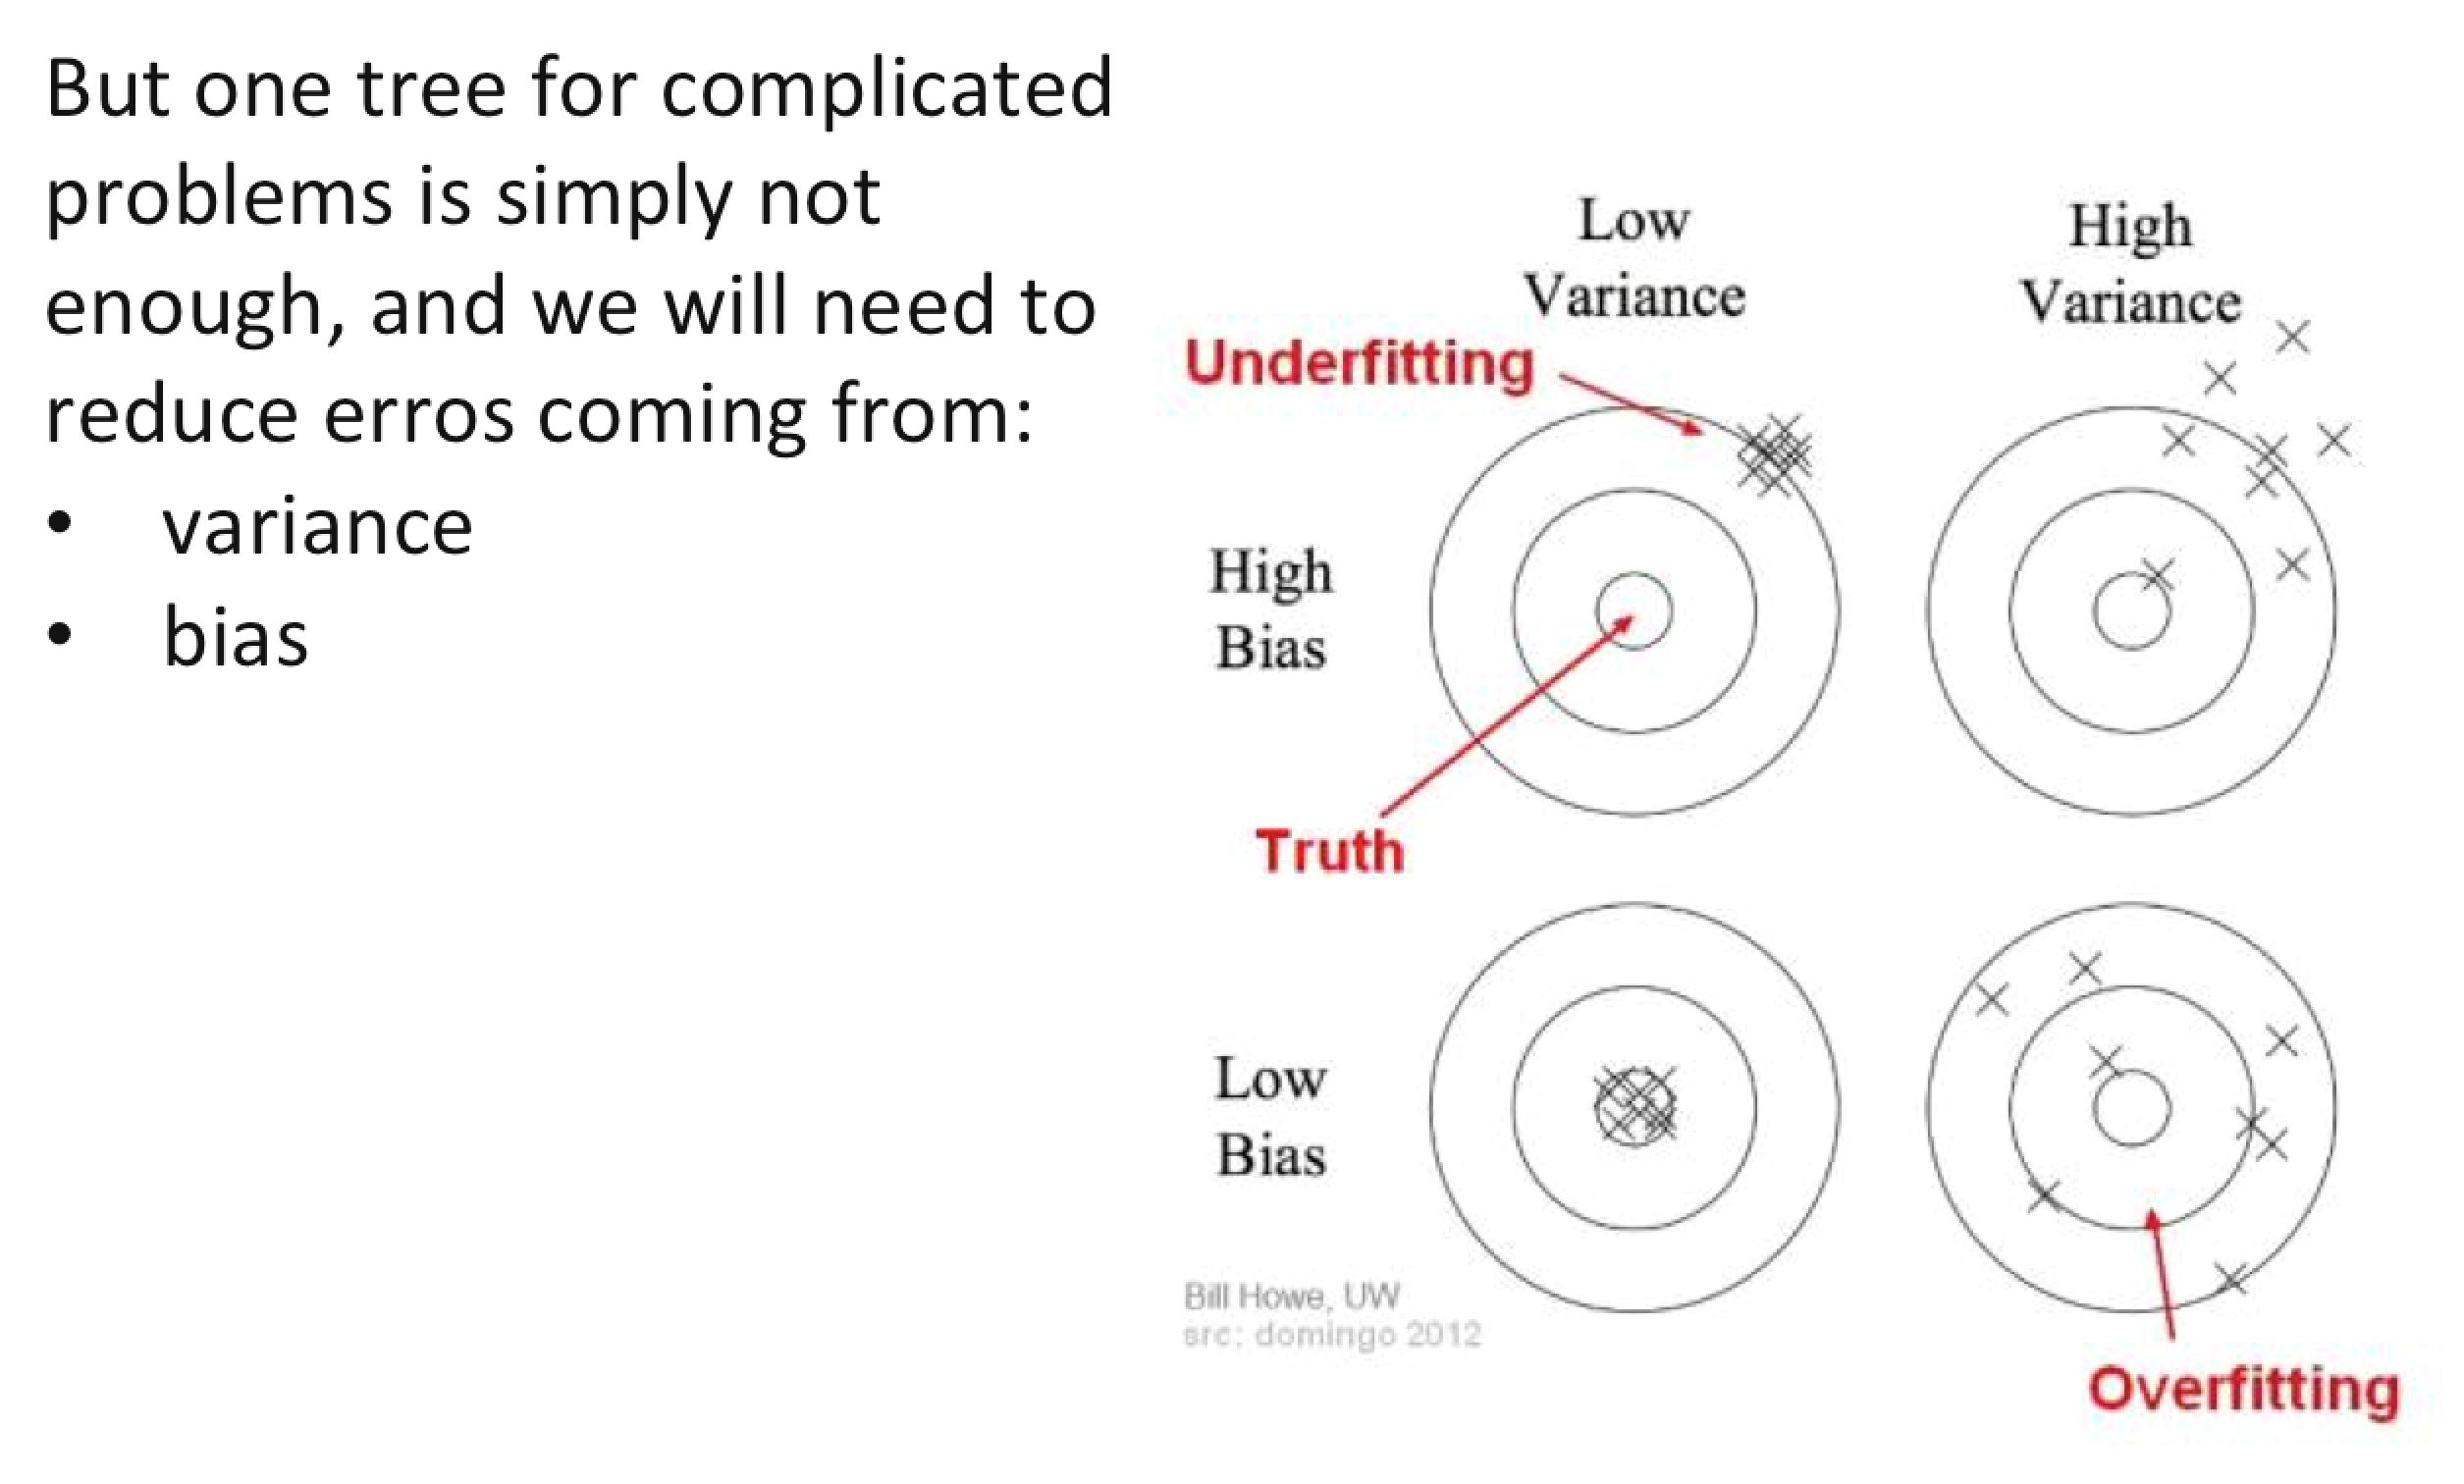 But one tree for complicated
problems is simply not
enough, and we will need to
reduce erros coming from:
• variance
• bias
Low
Variance
High
Variance
Underfitting
High
Bias
Truth
Low
Bias
Bill Howe, UW
src: domingo 2012
Overfitting